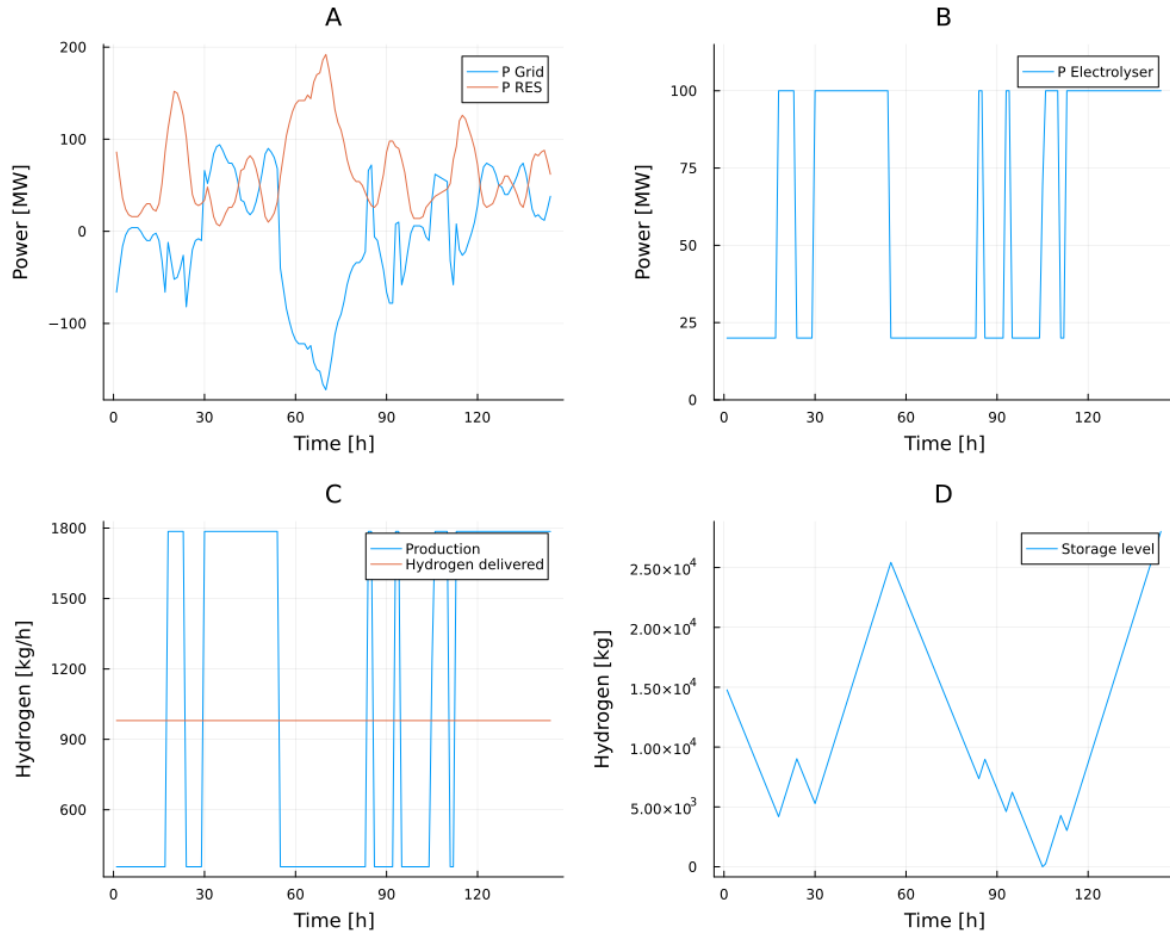 A
200
100
0
−100
Power [MW]
P Grid
P RES
0
30
60
90
120
Time [h]
B
100
75
50
25
0
Power [MW]
P Electrolyser
0
30
60
90
120
Time [h]
C
1800
1500
1200
900
600
Hydrogen [kg/h]
Production
Hydrogen delivered
0
30
60
90
120
Time [h]
D
2.50×10⁴
2.00×10⁴
1.50×10⁴
1.00×10⁴
5.00×10³
0
Hydrogen [kg]
Storage level
0
30
60
90
120
Time [h]